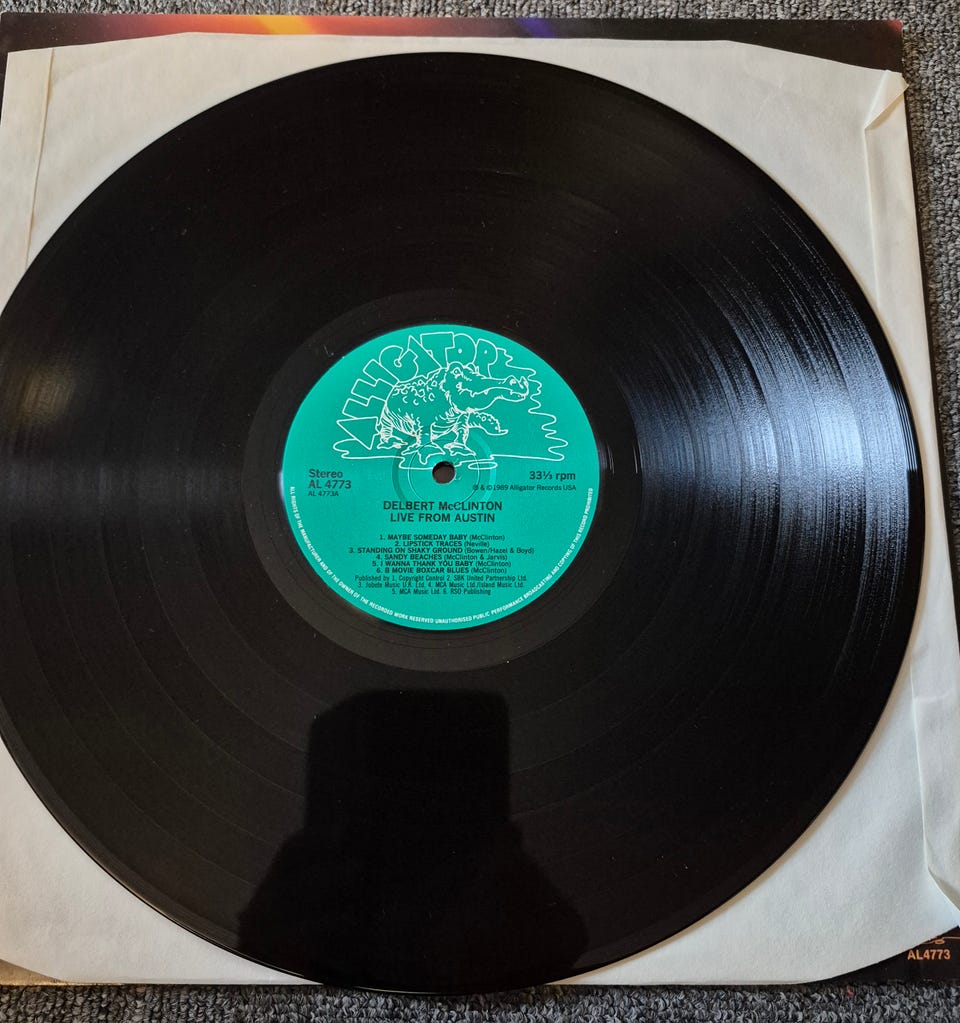 ALLIGATOR
Stereo
AL 4773
AL 4773A
33⅓ rpm
℗ & ©1989 Alligator Records USA
DELBERT McCLINTON
LIVE FROM AUSTIN
1. MAYBE SOMEDAY BABY (McClinton)
2. LIPSTICK TRACES (Neville)
3. STANDING ON SHAKY GROUND (Bowen/Hazel & Boyd)
4. SANDY BEACHES (McClinton & Jarvis)
5. I WANNA THANK YOU BABY (McClinton)
6. B MOVIE BOXCAR BLUES (McClinton)
Published by 1. Copyright Control 2. SBK United Partnership Ltd.
3. Jobete Music U.K. Ltd. 4. MCA Music Ltd./Island Music Ltd.
5. MCA Music Ltd. 6. RSO Publishing
ALL RIGHTS OF THE MANUFACTURER AND OF THE OWNER OF THE RECORDED WORK RESERVED UNAUTHORISED PUBLIC PERFORMANCE BROADCASTING AND COPYING OF THIS RECORD PROHIBITED
AL4773